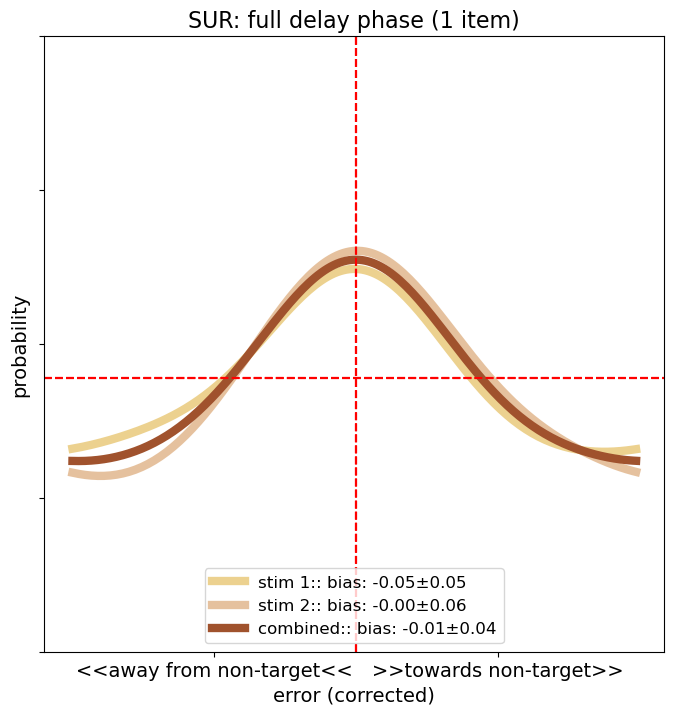 SUR: full delay phase (1 item)
probability
stim 1:: bias: -0.05±0.05
stim 2:: bias: -0.00±0.06
combined:: bias: -0.01±0.04
<<away from non-target<<   >>towards non-target>>
error (corrected)